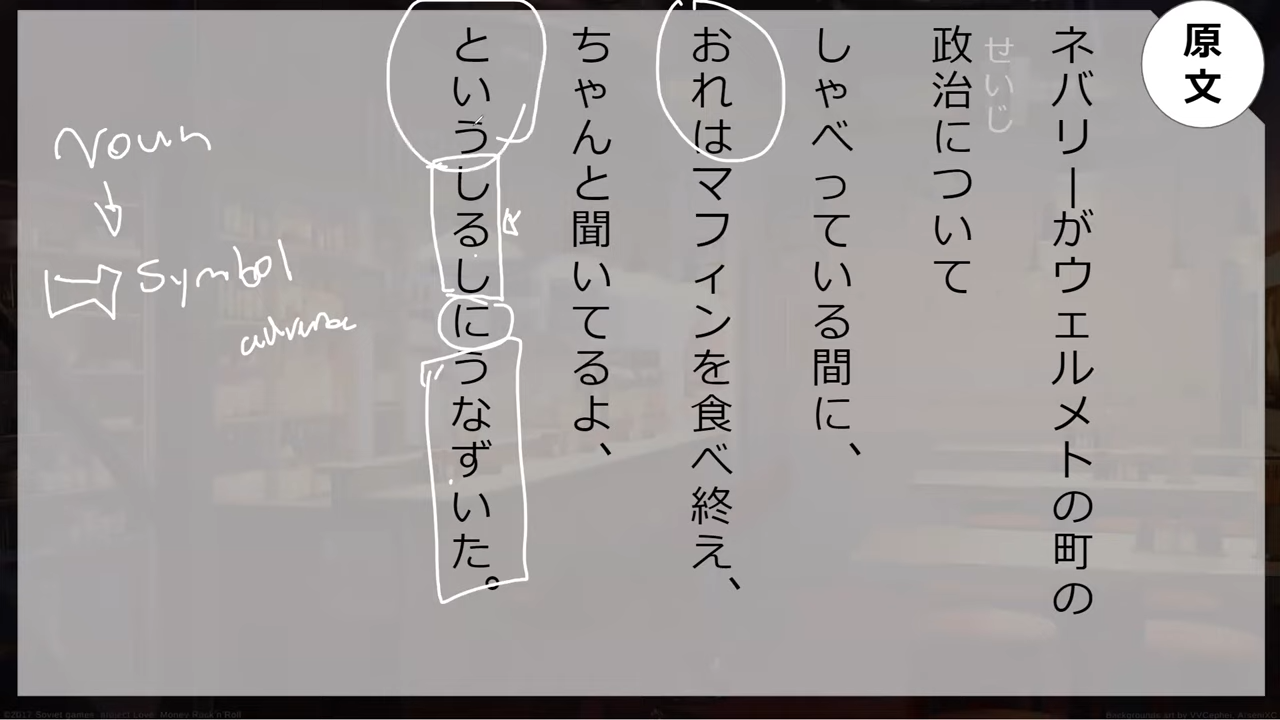 原文
ネバリーがウェルメトの町の
せいじ
政治について
しゃべっている間に、
おれはマフィンを食べ終え、
ちゃんと聞いてるよ、
というしるしにうなずいた。
Noun
Symbol